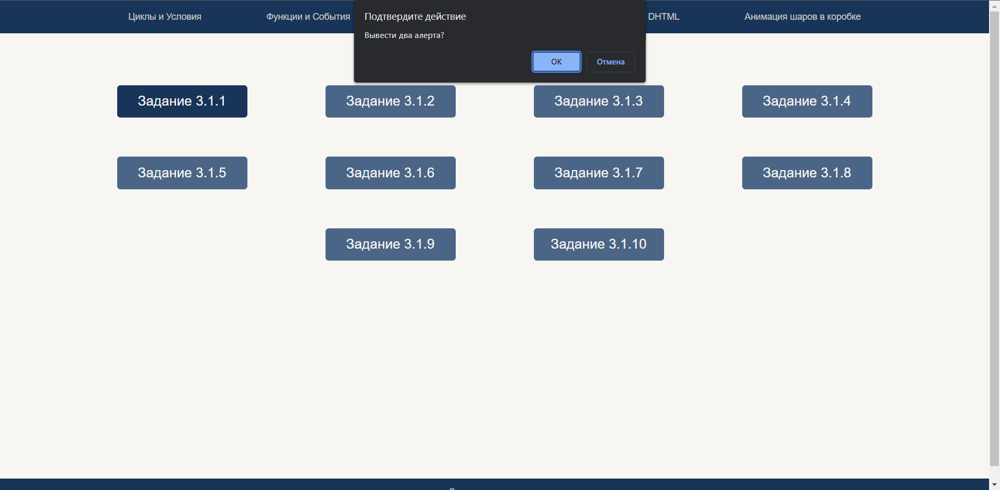 Циклы и Условия
Функции и События
DHTML
Анимация шаров в коробке
Подтвердите действие
Вывести два алерта?
ОК
Отмена
Задание 3.1.1
Задание 3.1.2
Задание 3.1.3
Задание 3.1.4
Задание 3.1.5
Задание 3.1.6
Задание 3.1.7
Задание 3.1.8
Задание 3.1.9
Задание 3.1.10